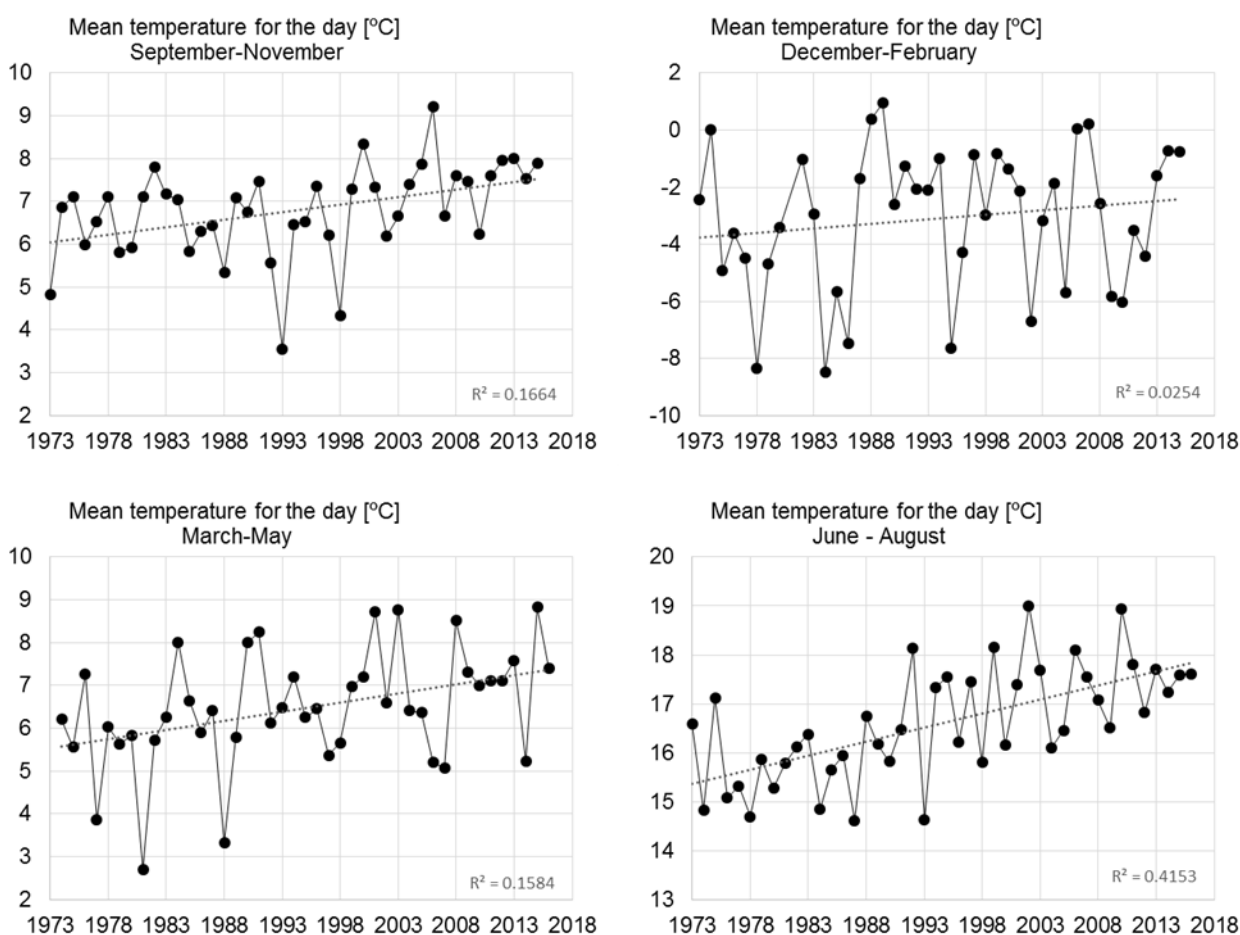 Mean temperature for the day [ºC]
September-November
10
9
8
7
6
5
4
3
2
R² = 0.1664
1973 1978 1983 1988 1993 1998 2003 2008 2013 2018
Mean temperature for the day [ºC]
December-February
2
0
-2
-4
-6
-8
-10
R² = 0.0254
1973 1978 1983 1988 1993 1998 2003 2008 2013 2018
Mean temperature for the day [ºC]
March-May
10
9
8
7
6
5
4
3
2
R² = 0.1584
1973 1978 1983 1988 1993 1998 2003 2008 2013 2018
Mean temperature for the day [ºC]
June - August
20
19
18
17
16
15
14
13
R² = 0.4153
1973 1978 1983 1988 1993 1998 2003 2008 2013 2018